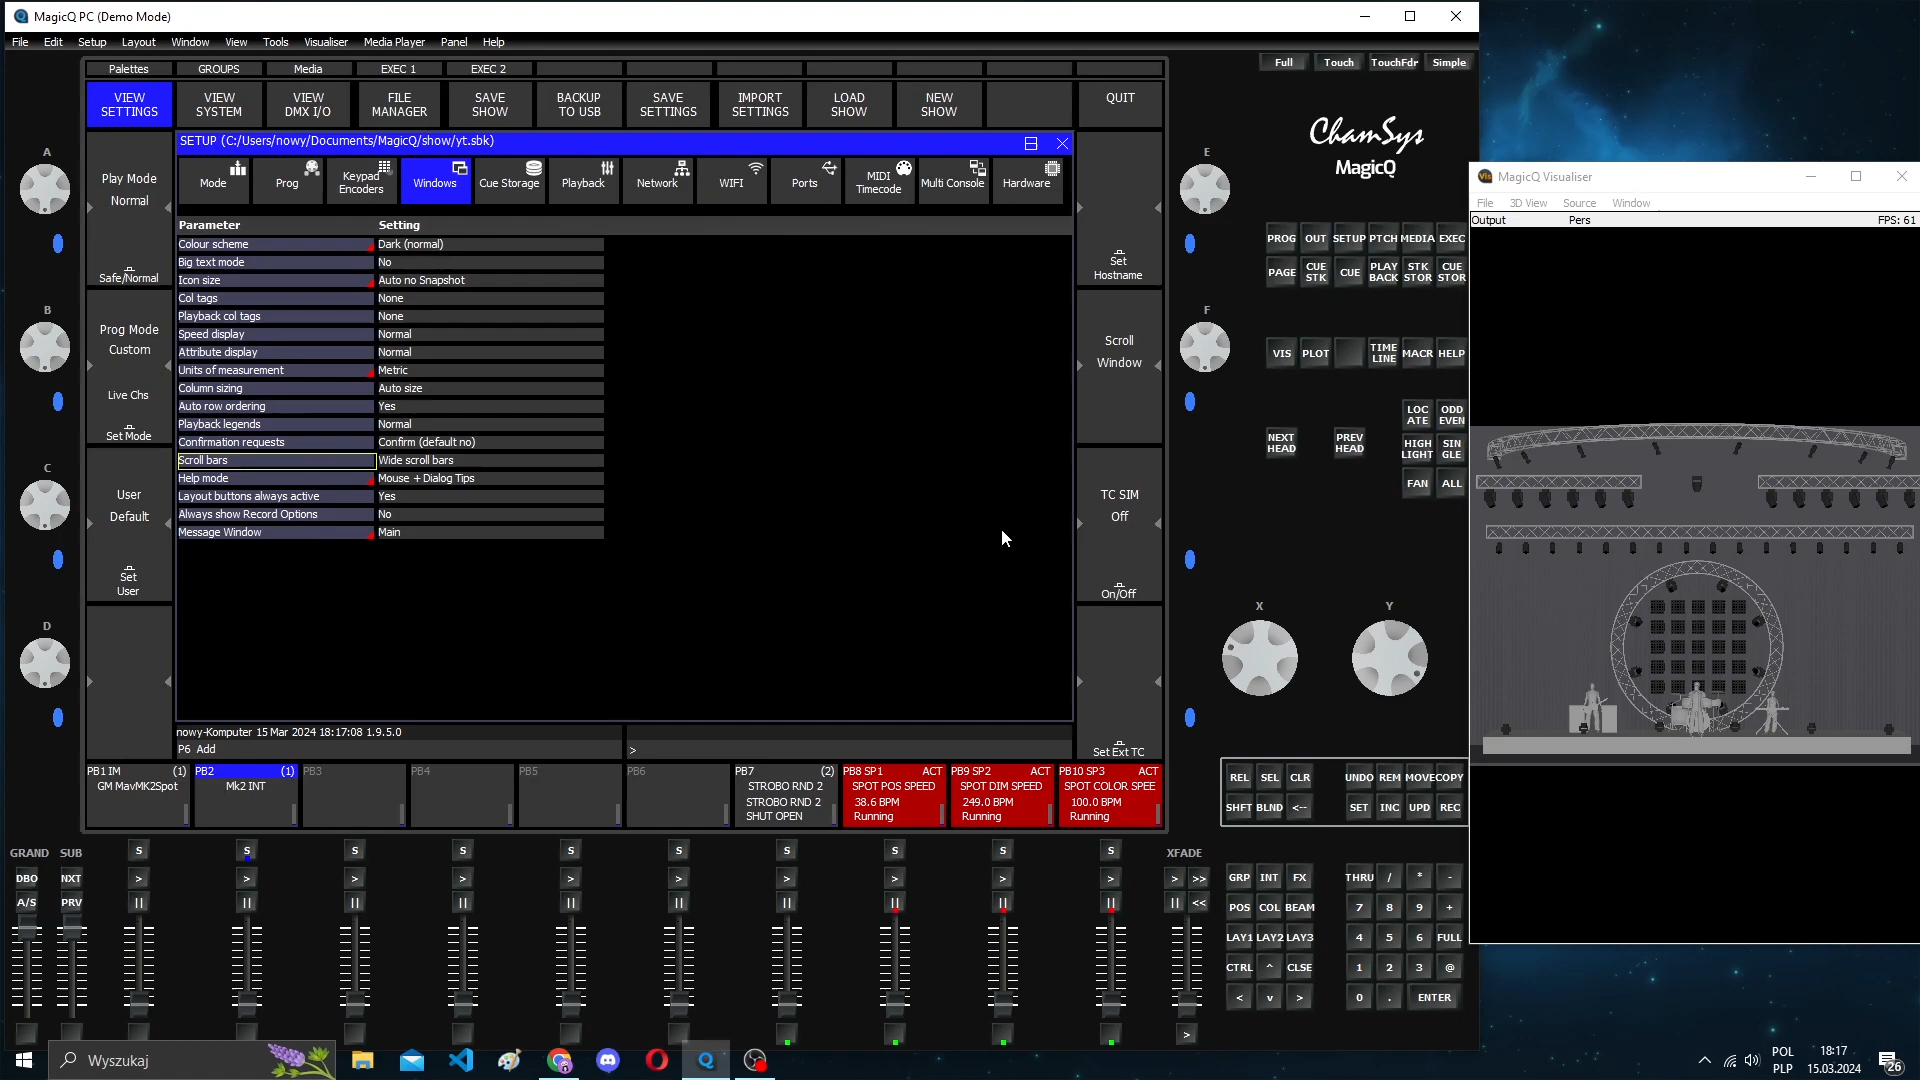 MagicQ PC (Demo Mode)
File Edit Setup Layout Window View Tools Visualiser Media Player Panel Help
Palettes GROUPS Media EXEC 1 EXEC 2
Full Touch TouchFdr Simple
VIEW SETTINGS
VIEW SYSTEM
VIEW DMX I/O
FILE MANAGER
SAVE SHOW
BACKUP TO USB
SAVE SETTINGS
IMPORT SETTINGS
LOAD SHOW
NEW SHOW
QUIT
ChamSys
MagicQ
SETUP (C:/Users/nowy/Documents/MagicQ/show/yt.sbk)
Mode
Prog
Keypad Encoders
Windows
Cue Storage
Playback
Network
WIFI
Ports
MIDI Timecode
Multi Console
Hardware
Parameter Setting
Colour scheme Dark (normal)
Big text mode No
Icon size Auto no Snapshot
Col tags None
Playback col tags None
Speed display Normal
Attribute display Normal
Units of measurement Metric
Column sizing Auto size
Auto row ordering Yes
Playback legends Normal
Confirmation requests Confirm (default no)
Scroll bars Wide scroll bars
Help mode Mouse + Dialog Tips
Layout buttons always active Yes
Always show Record Options No
Message Window Main
A
Play Mode
Normal
Safe/Normal
B
Prog Mode
Custom
Live Chs
Set Mode
C
User
Default
Set
User
D
E
Set
Hostname
F
Scroll
Window
TC SIM
Off
On/Off
Set Ext TC
X Y
nowy-Komputer 15 Mar 2024 18:17:08 1.9.5.0
P6 Add
>
PB1 IM (1)
GM MavMK2Spot
PB2 (1)
Mk2 INT
PB3
PB4
PB5
PB6
PB7 (2)
STROBO RND 2
STROBO RND 2
SHUT OPEN
PB8 SP1 ACT
SPOT POS SPEED
38.6 BPM
Running
PB9 SP2 ACT
SPOT DIM SPEED
249.0 BPM
Running
PB10 SP3 ACT
SPOT COLOR SPEE
100.0 BPM
Running
GRAND SUB
DBO NXT
A/S PRV
S S S S S S S S S S
> > > > > > > > > >
|| || || || || || || || || ||
XFADE
> >>
|| <<
>
PROG OUT SETUP PTCH MEDIA EXEC
PAGE
CUE STK
CUE
PLAY BACK
STK STOR
CUE STOR
VIS PLOT
TIME LINE
MACR HELP
LOC ATE
ODD EVEN
NEXT HEAD
PREV HEAD
HIGH LIGHT
SIN GLE
FAN ALL
REL SEL CLR UNDO REM MOVE COPY
SHFT BLND <-- SET INC UPD REC
GRP INT FX THRU / * -
POS COL BEAM 7 8 9 +
LAY1 LAY2 LAY3 4 5 6 FULL
CTRL ^ CLSE 1 2 3 @
< v > 0 . ENTER
Vis MagicQ Visualiser
File 3D View Source Window
Output Pers FPS: 61
Wyszukaj
POL
PLP
18:17
15.03.2024
26